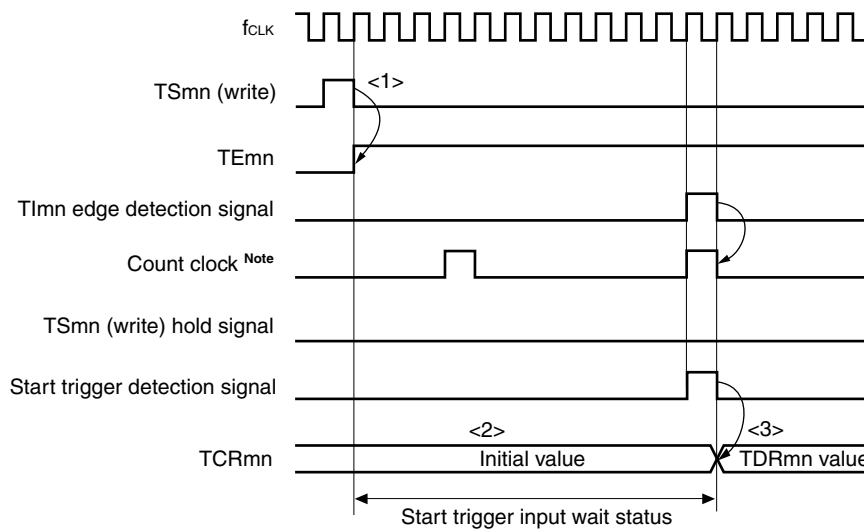 fCLK
TSmn (write)
<1>
TEmn
TImn edge detection signal
Count clock Note
TSmn (write) hold signal
Start trigger detection signal
<2>
<3>
TCRmn
Initial value
TDRmn value
Start trigger input wait status